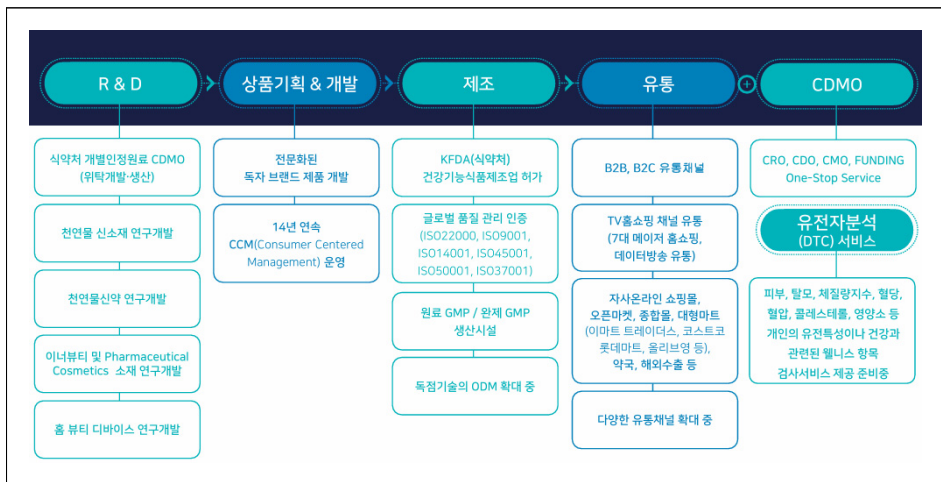 R & D
상품기획 & 개발
제조
유통
CDMO
식약처 개별인정원료 CDMO
(위탁개발·생산)
천연물 신소재 연구개발
천연물신약 연구개발
이너뷰티 및 Pharmaceutical
Cosmetics 소재 연구개발
홈 뷰티 디바이스 연구개발
전문화된
독자 브랜드 제품 개발
14년 연속
CCM(Consumer Centered
Management) 운영
KFDA(식약처)
건강기능식품제조업 허가
글로벌 품질 관리 인증
(ISO22000, ISO9001,
ISO14001, ISO45001,
ISO50001, ISO37001)
원료 GMP / 완제 GMP
생산시설
독점기술의 ODM 확대 중
B2B, B2C 유통채널
TV홈쇼핑 채널 유통
(7대 메이저 홈쇼핑,
데이터방송 유통)
자사온라인 쇼핑몰,
오픈마켓, 종합몰, 대형마트
(이마트 트레이더스, 코스트코
롯데마트, 올리브영 등),
약국, 해외수출 등
다양한 유통채널 확대 중
CRO, CDO, CMO, FUNDING
One-Stop Service
유전자분석
(DTC) 서비스
피부, 탈모, 체질량지수, 혈당,
혈압, 콜레스테롤, 영양소 등
개인의 유전특성이나 건강과
관련된 웰니스 항목
검사서비스 제공 준비중